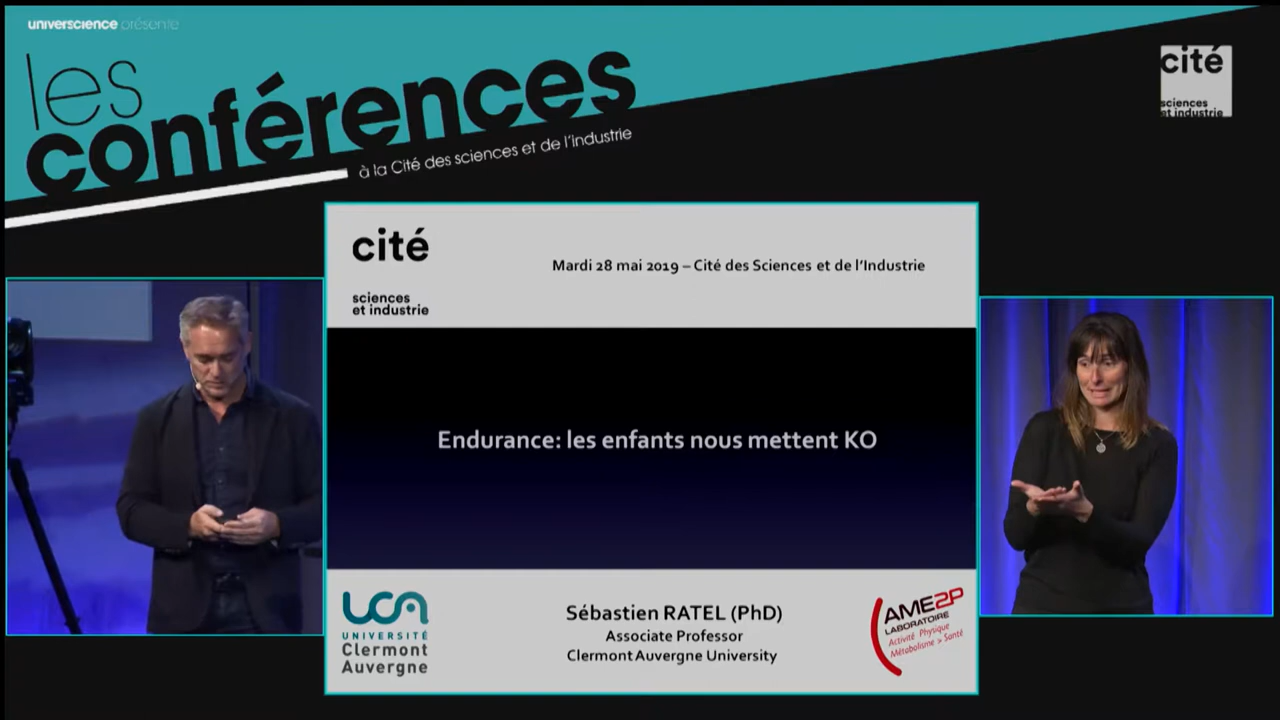 universcience présente
les
conférences
à la Cité des sciences et de l'industrie
cité
sciences
et industrie
cité
sciences
et industrie
Mardi 28 mai 2019 – Cité des Sciences et de l'Industrie
Endurance: les enfants nous mettent KO
UCA
UNIVERSITÉ
Clermont
Auvergne
Sébastien RATEL (PhD)
Associate Professor
Clermont Auvergne University
AME2P
LABORATOIRE
Activité Physique
Métabolisme > Santé